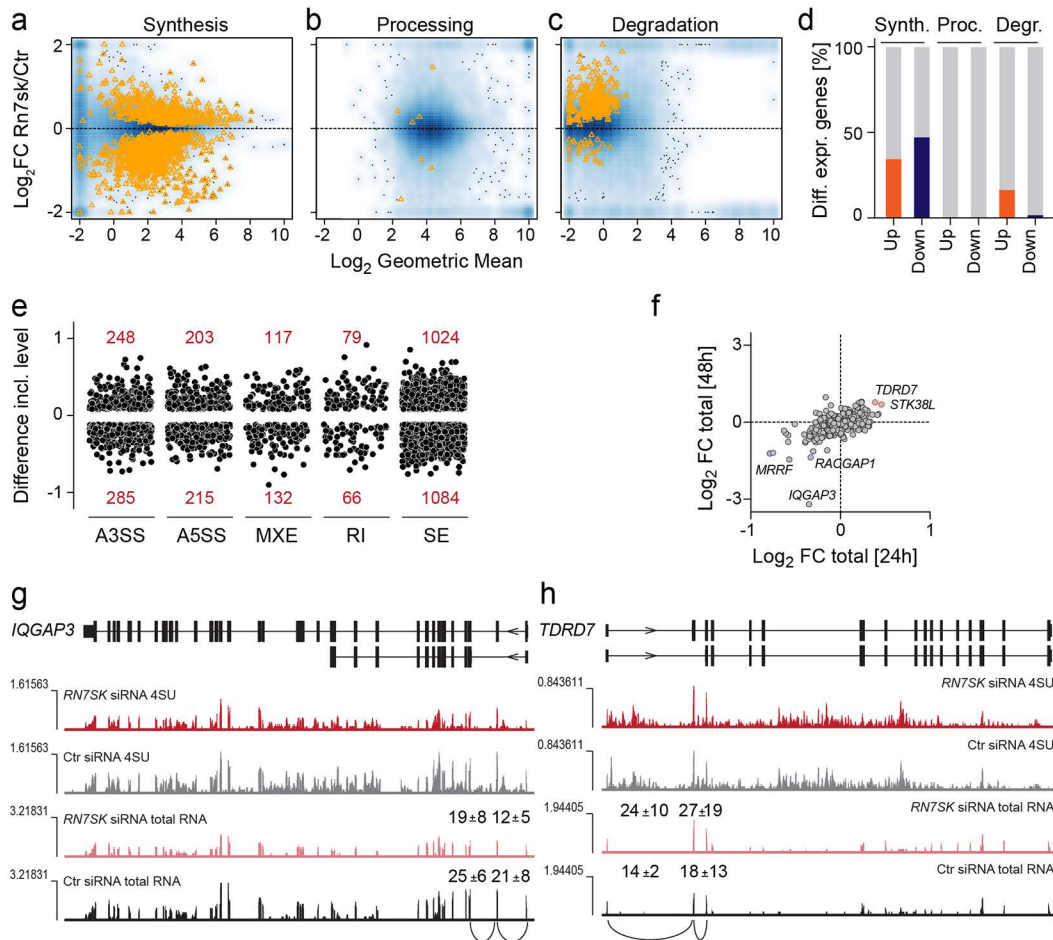 a Synthesis
b Processing
c Degradation
d
Log2FC Rn7sk/Ctr
2
0
-2
-2 0 2 4 6 8 10
-2 0 2 4 6 8 10
-2 0 2 4 6 8 10
Log2 Geometric Mean
Synth. Proc. Degr.
Diff. expr. genes [%]
100
50
0
Up Down Up Down Up Down
e
Difference incl. level
1
0
-1
248 203 117 79 1024
285 215 132 66 1084
A3SS A5SS MXE RI SE
f
Log2 FC total [48h]
3
0
-3
TDRD7
STK38L
MRRF
RACGAP1
IQGAP3
-1 0 1
Log2 FC total [24h]
g
IQGAP3
1.61563
RN7SK siRNA 4SU
1.61563
Ctr siRNA 4SU
3.21831
RN7SK siRNA total RNA
19±8 12±5
3.21831
Ctr siRNA total RNA
25±6 21±8
h
TDRD7
0.843611
RN7SK siRNA 4SU
0.843611
Ctr siRNA 4SU
1.94405
RN7SK siRNA total RNA
24±10 27±19
1.94405
Ctr siRNA total RNA
14±2 18±13